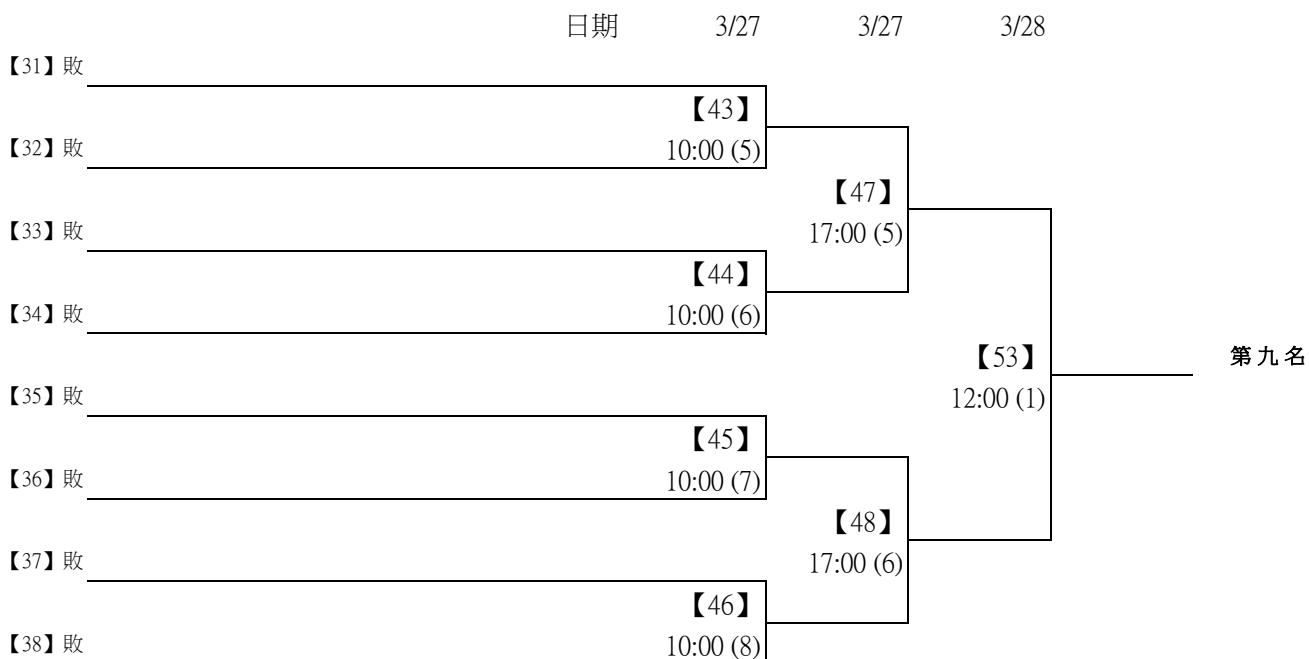 日期 3/27 3/27 3/28
【31】敗
【43】
【32】敗
10:00 (5)
【47】
【33】敗
17:00 (5)
【44】
【34】敗
10:00 (6)
【53】
第九名
【35】敗
12:00 (1)
【45】
【36】敗
10:00 (7)
【48】
【37】敗
17:00 (6)
【46】
【38】敗
10:00 (8)